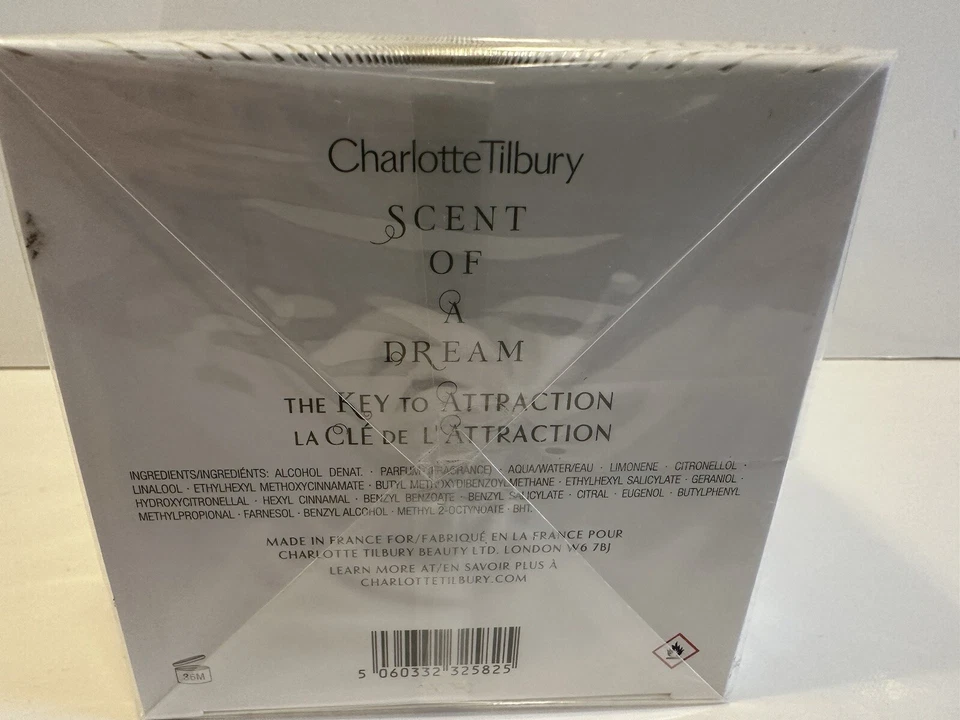 CharlotteTilbury
SCENT
OF
A
DREAM
THE KEY TO ATTRACTION
LA CLÉ DE L'ATTRACTION
INGREDIENTS/INGREDIÉNTS: ALCOHOL DENAT. · PARFUM (FRAGRANCE) · AQUA/WATER/EAU · LIMONENE · CITRONELLOL ·
LINALOOL · ETHYLHEXYL METHOXYCINNAMATE · BUTYL METHOXYDIBENZOYLMETHANE · ETHYLHEXYL SALICYLATE · GERANIOL ·
HYDROXYCITRONELLAL · HEXYL CINNAMAL · BENZYL BENZOATE · BENZYL SALICYLATE · CITRAL · EUGENOL · BUTYLPHENYL
METHYLPROPIONAL · FARNESOL · BENZYL ALCOHOL · METHYL 2-OCTYNOATE · BHT.
MADE IN FRANCE FOR/FABRIQUÉ EN LA FRANCE POUR
CHARLOTTE TILBURY BEAUTY LTD. LONDON W6 7BJ
LEARN MORE AT/EN SAVOIR PLUS À
CHARLOTTETILBURY.COM
36M
5 060332 325825